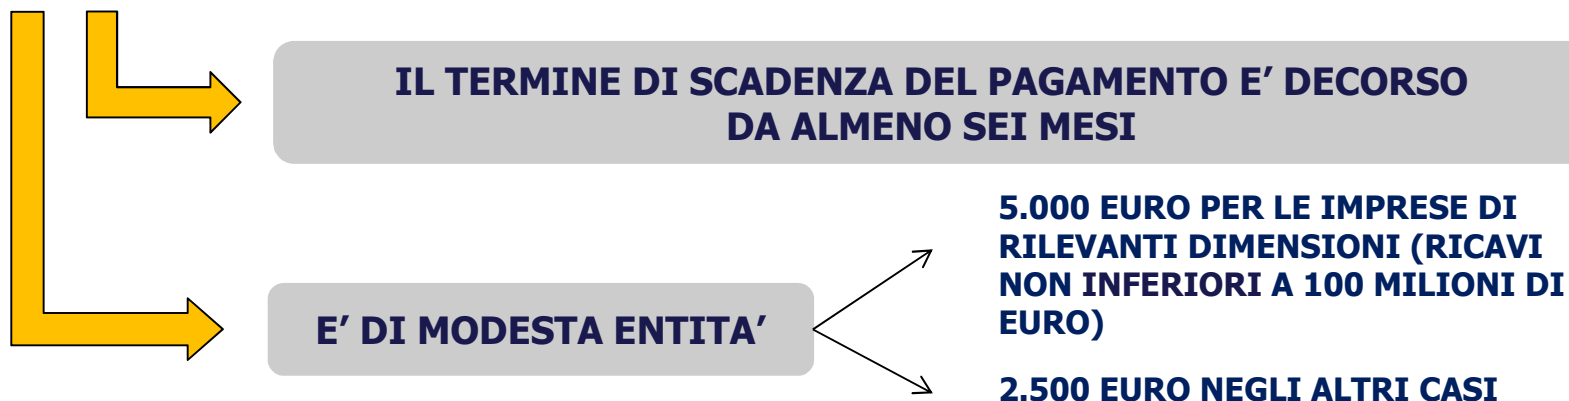 IL TERMINE DI SCADENZA DEL PAGAMENTO E’ DECORSO
DA ALMENO SEI MESI
5.000 EURO PER LE IMPRESE DI
RILEVANTI DIMENSIONI (RICAVI
NON INFERIORI A 100 MILIONI DI
EURO)
E’ DI MODESTA ENTITA’
2.500 EURO NEGLI ALTRI CASI